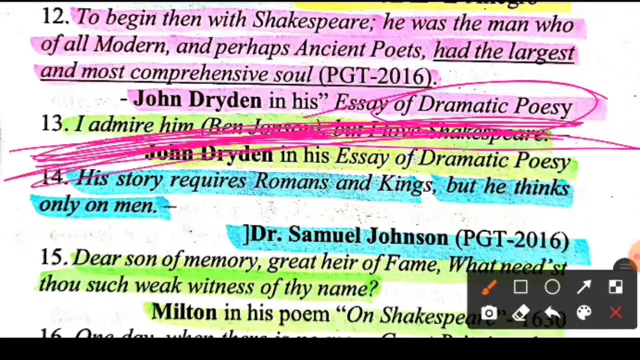 12. To begin then with Shakespeare; he was the man who
of all Modern, and perhaps Ancient Poets, had the largest
and most comprehensive soul (PGT-2016).
- John Dryden in his" Essay of Dramatic Poesy
13. I admire him (Ben Jonson), but I love Shakespeare.
John Dryden in his Essay of Dramatic Poesy
14. His story requires Romans and Kings, but he thinks
only on men. –
]Dr. Samuel Johnson (PGT-2016)
15. Dear son of memory, great heir of Fame, What need'st
thou such weak witness of thy name?
Milton in his poem "On Shakespeare"- 1630
16. One day, when there is no more Great